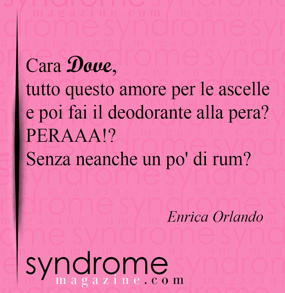 Cara Dove,
tutto questo amore per le ascelle
e poi fai il deodorante alla pera?
PERAAA!?
Senza neanche un po' di rum?
Enrica Orlando
syndrome
magazine.com